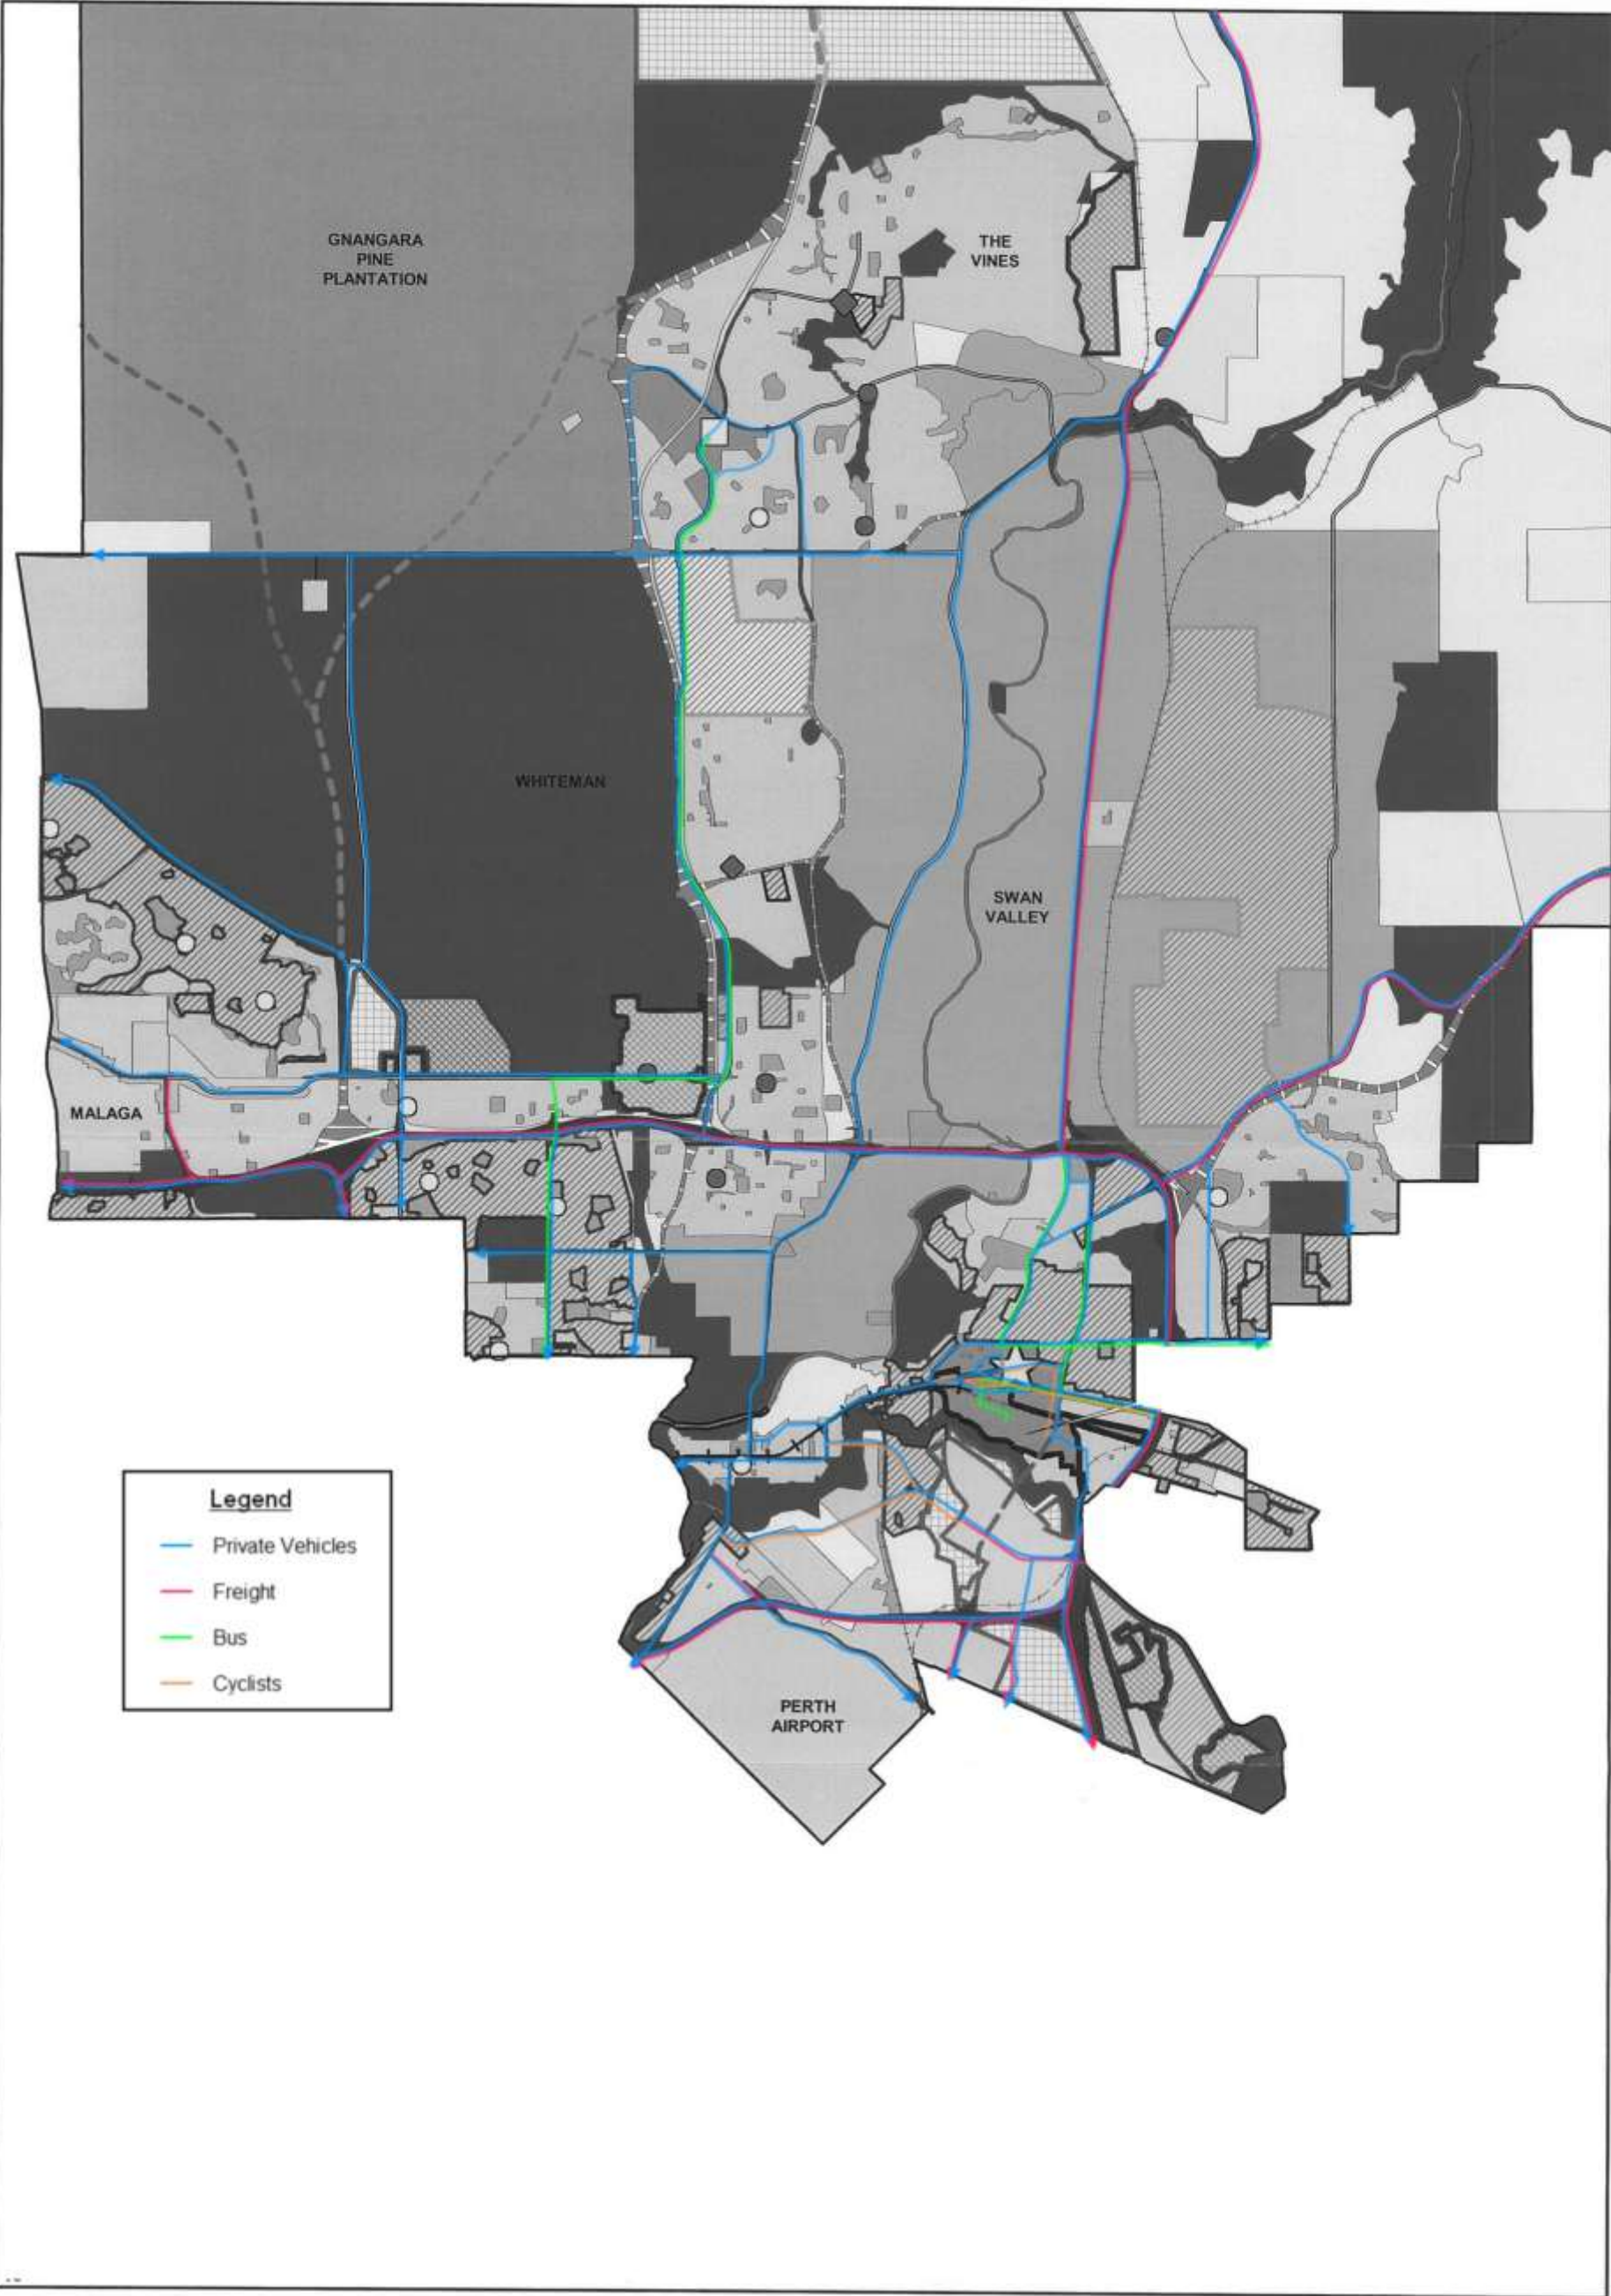 GNANGARA
PINE
PLANTATION
THE
VINES
WHITEMAN
SWAN
VALLEY
MALAGA
Legend
Private Vehicles
Freight
Bus
Cyclists
PERTH
AIRPORT